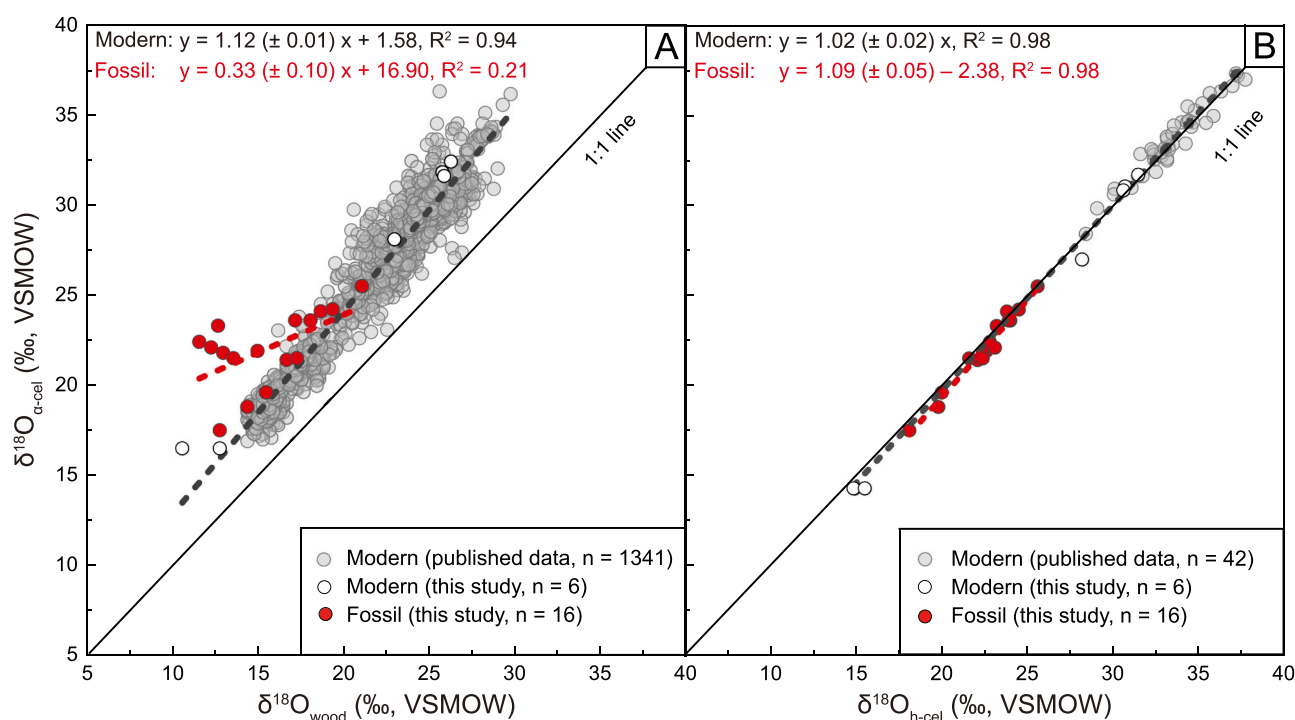 Modern: y = 1.12 (± 0.01) x + 1.58, R² = 0.94
Fossil: y = 0.33 (± 0.10) x + 16.90, R² = 0.21
A
1:1 line
40
35
30
25
20
15
10
5
δ¹⁸Oα-cel (‰, VSMOW)
Modern (published data, n = 1341)
Modern (this study, n = 6)
Fossil (this study, n = 16)
5 10 15 20 25 30 35 40
δ¹⁸Owood (‰, VSMOW)
Modern: y = 1.02 (± 0.02) x, R² = 0.98
Fossil: y = 1.09 (± 0.05) – 2.38, R² = 0.98
B
1:1 line
Modern (published data, n = 42)
Modern (this study, n = 6)
Fossil (this study, n = 16)
10 15 20 25 30 35 40
δ¹⁸Oh-cel (‰, VSMOW)